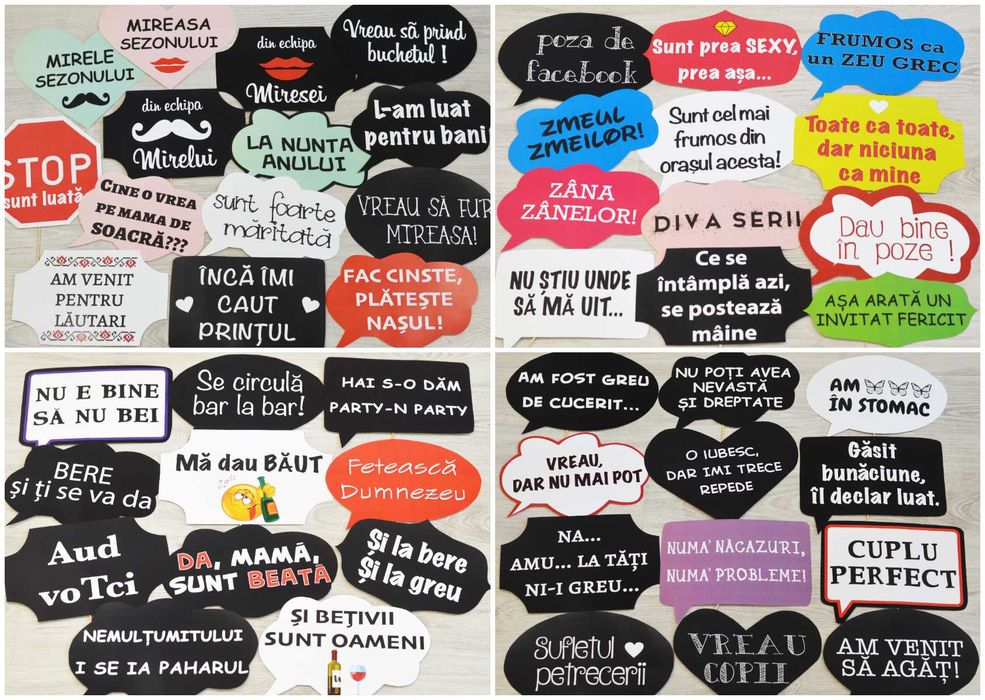 MIRELE
SEZONULUI
MIREASA
SEZONULUI
din echipa
Miresei
Vreau să prind
buchetul !
din echipa
Mirelui
LA NUNTA
ANULUI
L-am luat
pentru bani
STOP
sunt luată
CINE O VREA
PE MAMA DE
SOACRĂ???
sunt foarte
măritată
VREAU SĂ FUR
MIREASA!
AM VENIT
PENTRU
LĂUTARI
ÎNCĂ ÎMI
CAUT
PRINȚUL
FAC CINSTE,
PLĂTEȘTE
NAȘUL!
poza de
facebook
Sunt prea SEXY,
prea așa...
FRUMOS ca
un ZEU GREC
ZMEUL
ZMEILOR!
Sunt cel mai
frumos din
orașul acesta!
Toate ca toate,
dar niciuna
ca mine
ZÂNA
ZÂNELOR!
DIVA SERII
Dau bine
în poze !
NU ȘTIU UNDE
SĂ MĂ UIT...
Ce se
întâmplă azi,
se postează
mâine
AȘA ARATĂ UN
INVITAT FERICIT
NU E BINE
SĂ NU BEI
Se circulă
bar la bar!
HAI S-O DĂM
PARTY-N PARTY
BERE
și ți se va da
Mă dau BĂUT
Fetească
Dumnezeu
Aud
voTci
DA, MAMĂ,
SUNT BEATĂ
Și la bere
Și la greu
NEMULȚUMITULUI
I SE IA PAHARUL
ȘI BEȚIVII
SUNT OAMENI
AM FOST GREU
DE CUCERIT...
NU POȚI AVEA
NEVASTĂ
ȘI DREPTATE
AM
ÎN STOMAC
VREAU,
DAR NU MAI POT
O IUBESC,
DAR IMI TRECE
REPEDE
Găsit
bunăciune,
îl declar luat.
NA...
AMU... LA TĂȚI
NI-I GREU...
NUMA' NĂCAZURI,
NUMA' PROBLEME!
CUPLU
PERFECT
Sufletul
petrecerii
VREAU
COPII
AM VENIT
SĂ AGĂȚ!